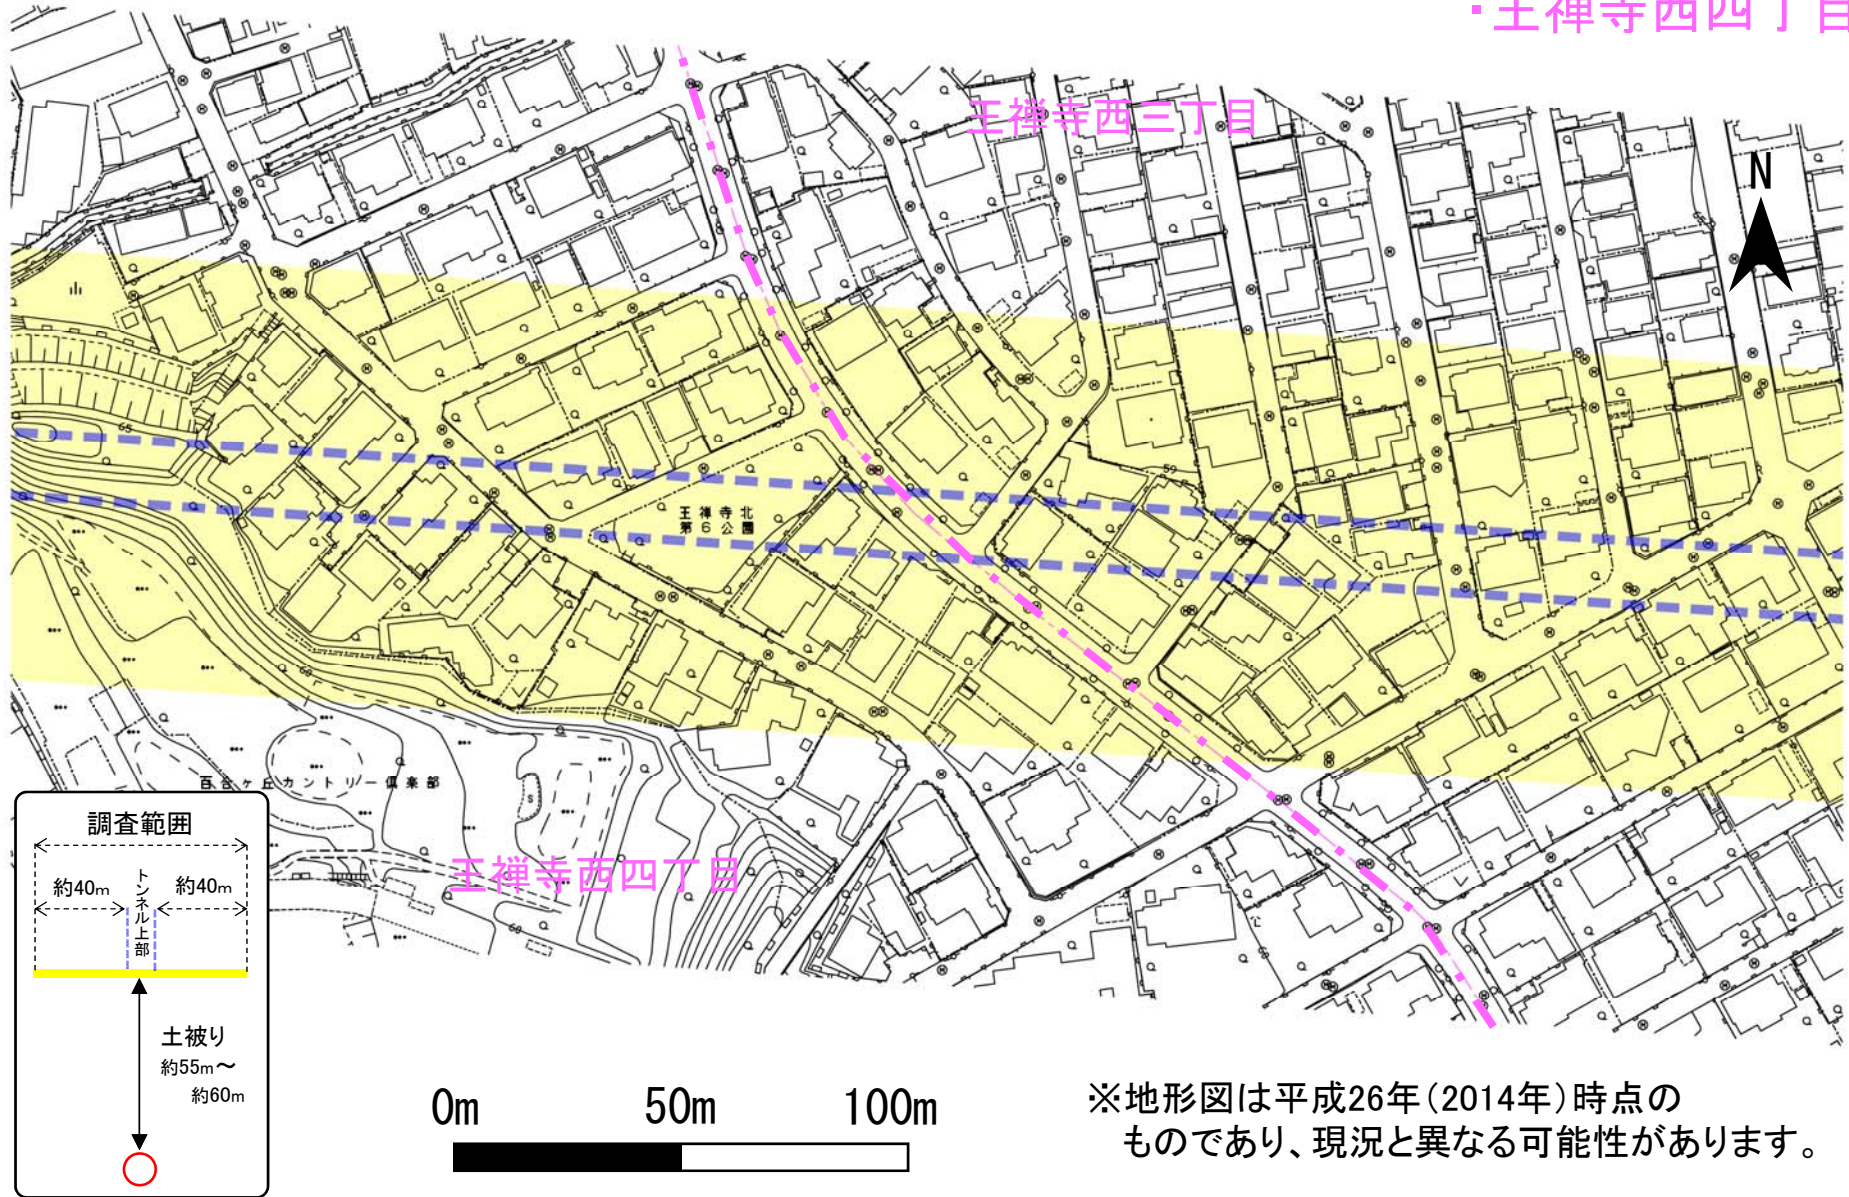 ・王禅寺西四丁目
王禅寺西三丁目
N
65
65
59
王禅寺北
第6公園
60
百合ヶ丘カントリー倶楽部
S
王禅寺西四丁目
60
調査範囲
約40m
トンネル上部
約40m
土被り
約55m～
約60m
0m 50m 100m
※地形図は平成26年(2014年)時点の
ものであり、現況と異なる可能性があります。